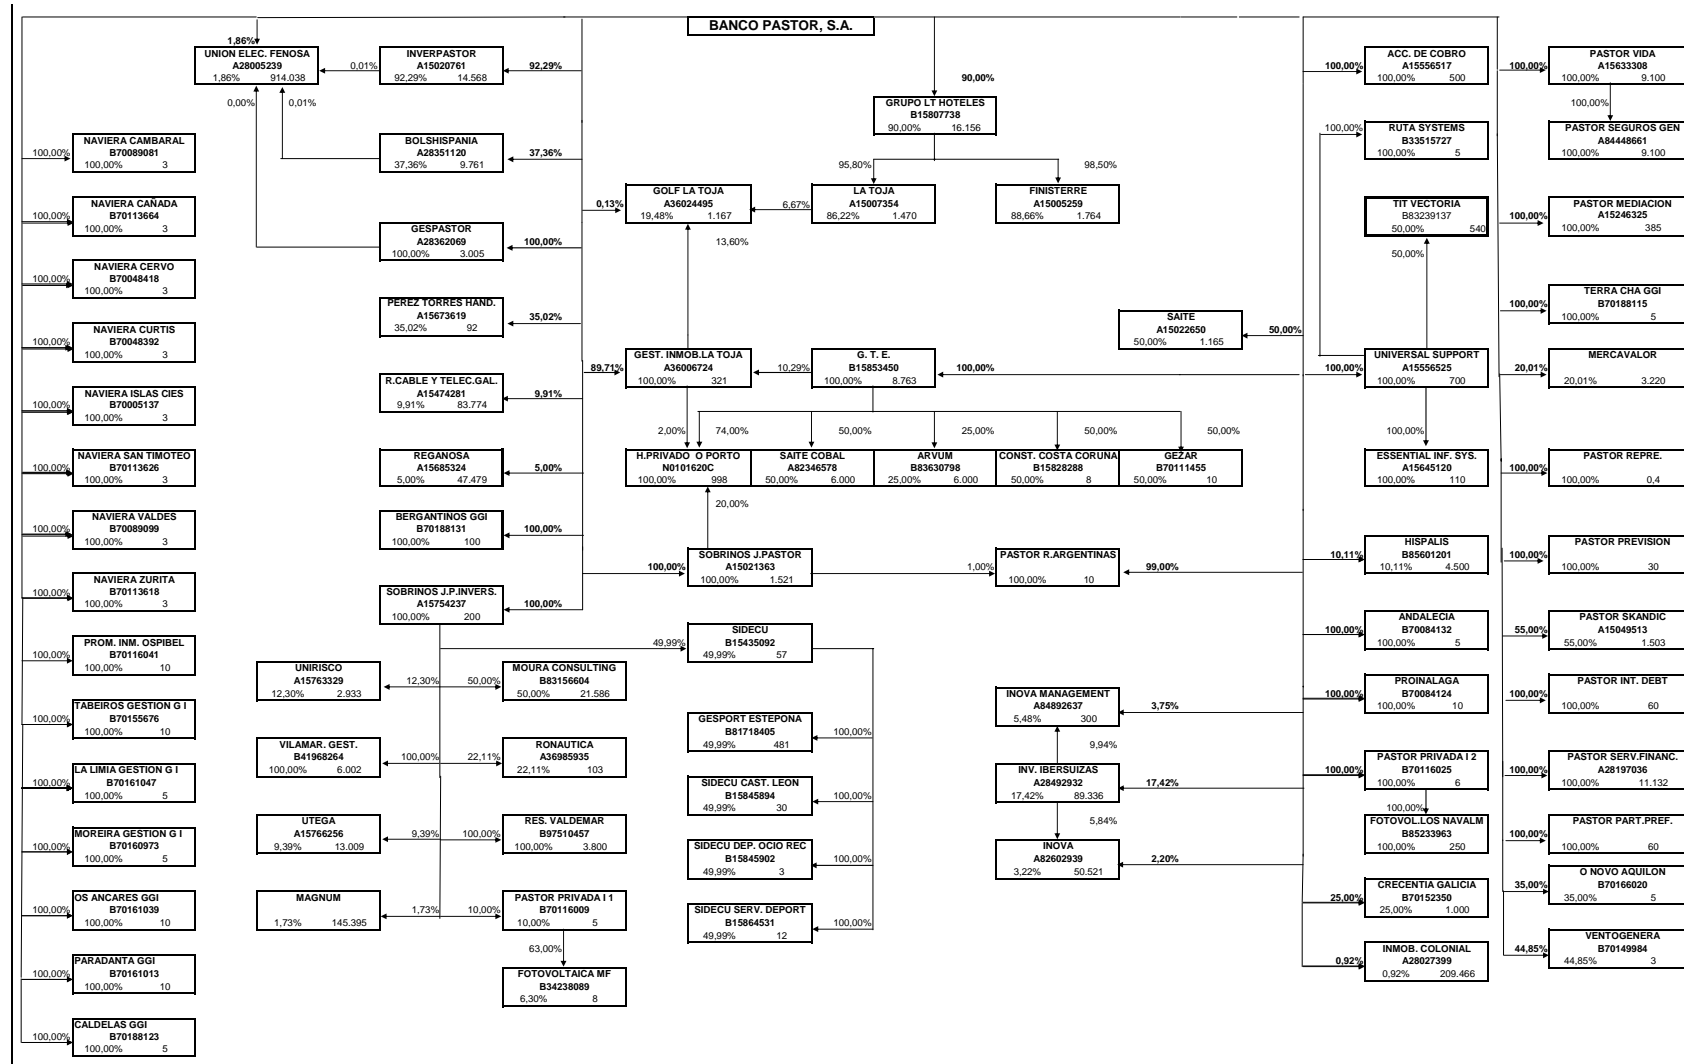 BANCO PASTOR, S.A.
1,86%
UNION ELEC. FENOSA
A28005239
1,86% 914.038
0,01%
INVERPASTOR
A15020761
92,29% 14.568
92,29%
0,00%
0,01%
BOLSHISPANIA
A28351120
37,36% 9.761
37,36%
GESPASTOR
A28362069
100,00% 3.005
100,00%
PEREZ TORRES HAND.
A15673619
35,02% 92
35,02%
R.CABLE Y TELEC.GAL.
A15474281
9,91% 83.774
9,91%
REGANOSA
A15685324
5,00% 47.479
5,00%
BERGANTINOS GGI
B70188131
100,00% 100
100,00%
SOBRINOS J.P.INVERS.
A15754237
100,00% 200
100,00%
100,00%
NAVIERA CAMBARAL
B70089081
100,00% 3
100,00%
NAVIERA CAÑADA
B70113664
100,00% 3
100,00%
NAVIERA CERVO
B70048418
100,00% 3
100,00%
NAVIERA CURTIS
B70048392
100,00% 3
100,00%
NAVIERA ISLAS CIES
B70005137
100,00% 3
100,00%
NAVIERA SAN TIMOTEO
B70113626
100,00% 3
100,00%
NAVIERA VALDES
B70089099
100,00% 3
100,00%
NAVIERA ZURITA
B70113618
100,00% 3
100,00%
PROM. INM. OSPIBEL
B70116041
100,00% 10
100,00%
TABEIROS GESTION G I
B70155676
100,00% 10
100,00%
LA LIMIA GESTION G I
B70161047
100,00% 5
100,00%
MOREIRA GESTION G I
B70160973
100,00% 5
100,00%
OS ANCARES GGI
B70161039
100,00% 10
100,00%
PARADANTA GGI
B70161013
100,00% 10
100,00%
CALDELAS GGI
B70188123
100,00% 5
UNIRISCO
A15763329
12,30% 2.933
12,30%
50,00%
MOURA CONSULTING
B83156604
50,00% 21.586
VILAMAR. GEST.
B41968264
100,00% 6.002
100,00%
22,11%
RONAUTICA
A36985935
22,11% 103
UTEGA
A15766256
9,39% 13.009
9,39%
100,00%
RES. VALDEMAR
B97510457
100,00% 3.800
MAGNUM
1,73% 145.395
1,73%
10,00%
PASTOR PRIVADA I 1
B70116009
10,00% 5
63,00%
FOTOVOLTAICA MF
B34238089
6,30% 8
90,00%
GRUPO LT HOTELES
B15807738
90,00% 16.156
95,80%
98,50%
0,13%
GOLF LA TOJA
A36024495
19,48% 1.167
6,67%
LA TOJA
A15007354
86,22% 1.470
FINISTERRE
A15005259
88,66% 1.764
13,60%
SAITE
A15022650
50,00% 1.165
50,00%
89,71%
GEST. INMOB.LA TOJA
A36006724
100,00% 321
10,29%
G. T. E.
B15853450
100,00% 8.763
100,00%
2,00%
74,00%
50,00%
25,00%
50,00%
50,00%
H.PRIVADO O PORTO
N0101620C
100,00% 998
SAITE COBAL
A82346578
50,00% 6.000
ARVUM
B83630798
25,00% 6.000
CONST. COSTA CORUNA
B15828288
50,00% 8
GEZAR
B70111455
50,00% 10
20,00%
100,00%
SOBRINOS J.PASTOR
A15021363
100,00% 1.521
1,00%
PASTOR R.ARGENTINAS
100,00% 10
99,00%
49,99%
SIDECU
B15435092
49,99% 57
GESPORT ESTEPONA
B81718405
49,99% 481
100,00%
SIDECU CAST. LEON
B15845894
49,99% 30
100,00%
SIDECU DEP. OCIO REC
B15845902
49,99% 3
100,00%
SIDECU SERV. DEPORT
B15864531
49,99% 12
100,00%
INOVA MANAGEMENT
A84892637
5,48% 300
3,75%
9,94%
INV. IBERSUIZAS
A28492932
17,42% 89.336
17,42%
5,84%
INOVA
A82602939
3,22% 50.521
2,20%
100,00%
ACC. DE COBRO
A15556517
100,00% 500
100,00%
RUTA SYSTEMS
B33515727
100,00% 5
TIT VECTORIA
B83239137
50,00% 540
50,00%
100,00%
UNIVERSAL SUPPORT
A15556525
100,00% 700
100,00%
ESSENTIAL INF. SYS.
A15645120
100,00% 110
10,11%
HISPALIS
B85601201
10,11% 4.500
100,00%
ANDALECIA
B70084132
100,00% 5
100,00%
PROINALAGA
B70084124
100,00% 10
100,00%
PASTOR PRIVADA I 2
B70116025
100,00% 6
100,00%
FOTOVOL.LOS NAVALM
B85233963
100,00% 250
25,00%
CRECENTIA GALICIA
B70152350
25,00% 1.000
0,92%
INMOB. COLONIAL
A28027399
0,92% 209.466
100,00%
PASTOR VIDA
A15633308
100,00% 9.100
100,00%
PASTOR SEGUROS GEN
A84448661
100,00% 9.100
100,00%
PASTOR MEDIACION
A15246325
100,00% 385
100,00%
TERRA CHA GGI
B70188115
100,00% 5
20,01%
MERCAVALOR
20,01% 3.220
100,00%
PASTOR REPRE.
100,00% 0,4
100,00%
PASTOR PREVISION
100,00% 30
55,00%
PASTOR SKANDIC
A15049513
55,00% 1.503
100,00%
PASTOR INT. DEBT
100,00% 60
100,00%
PASTOR SERV.FINANC.
A28197036
100,00% 11.132
100,00%
PASTOR PART.PREF.
100,00% 60
35,00%
O NOVO AQUILON
B70166020
35,00% 5
44,85%
VENTOGENERA
B70149984
44,85% 3